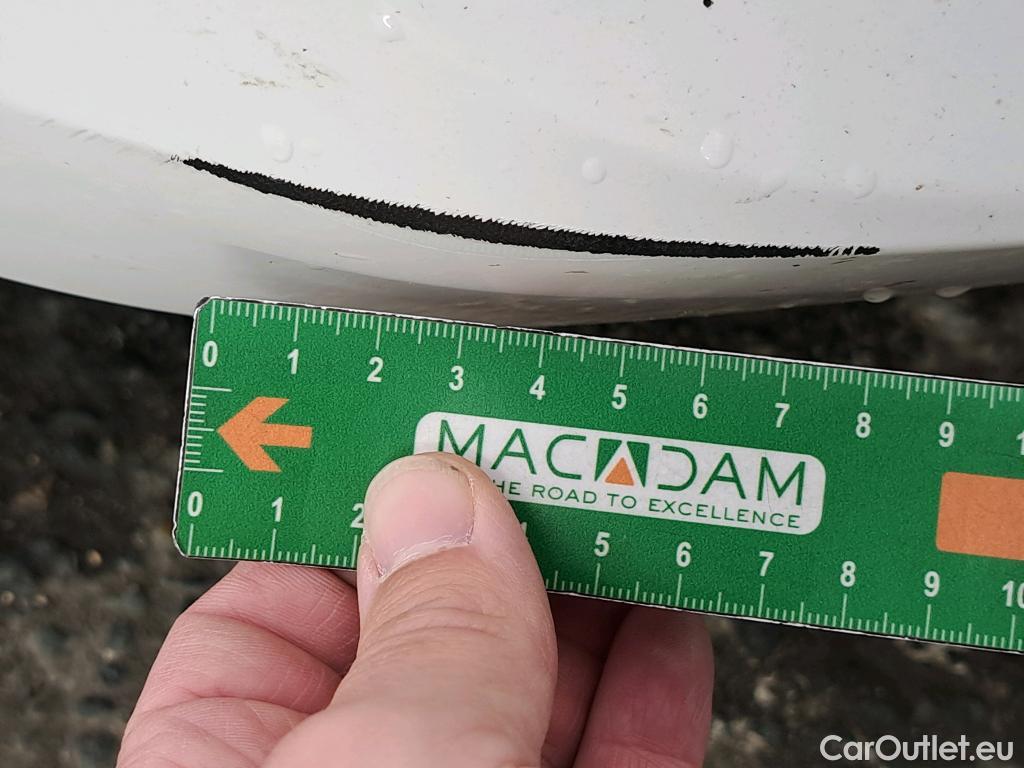 0 1 2 3 4 5 6 7 8 9
MACADAM
THE ROAD TO EXCELLENCE
0 1 2 5 6 7 8 9 10
CarOutlet.eu